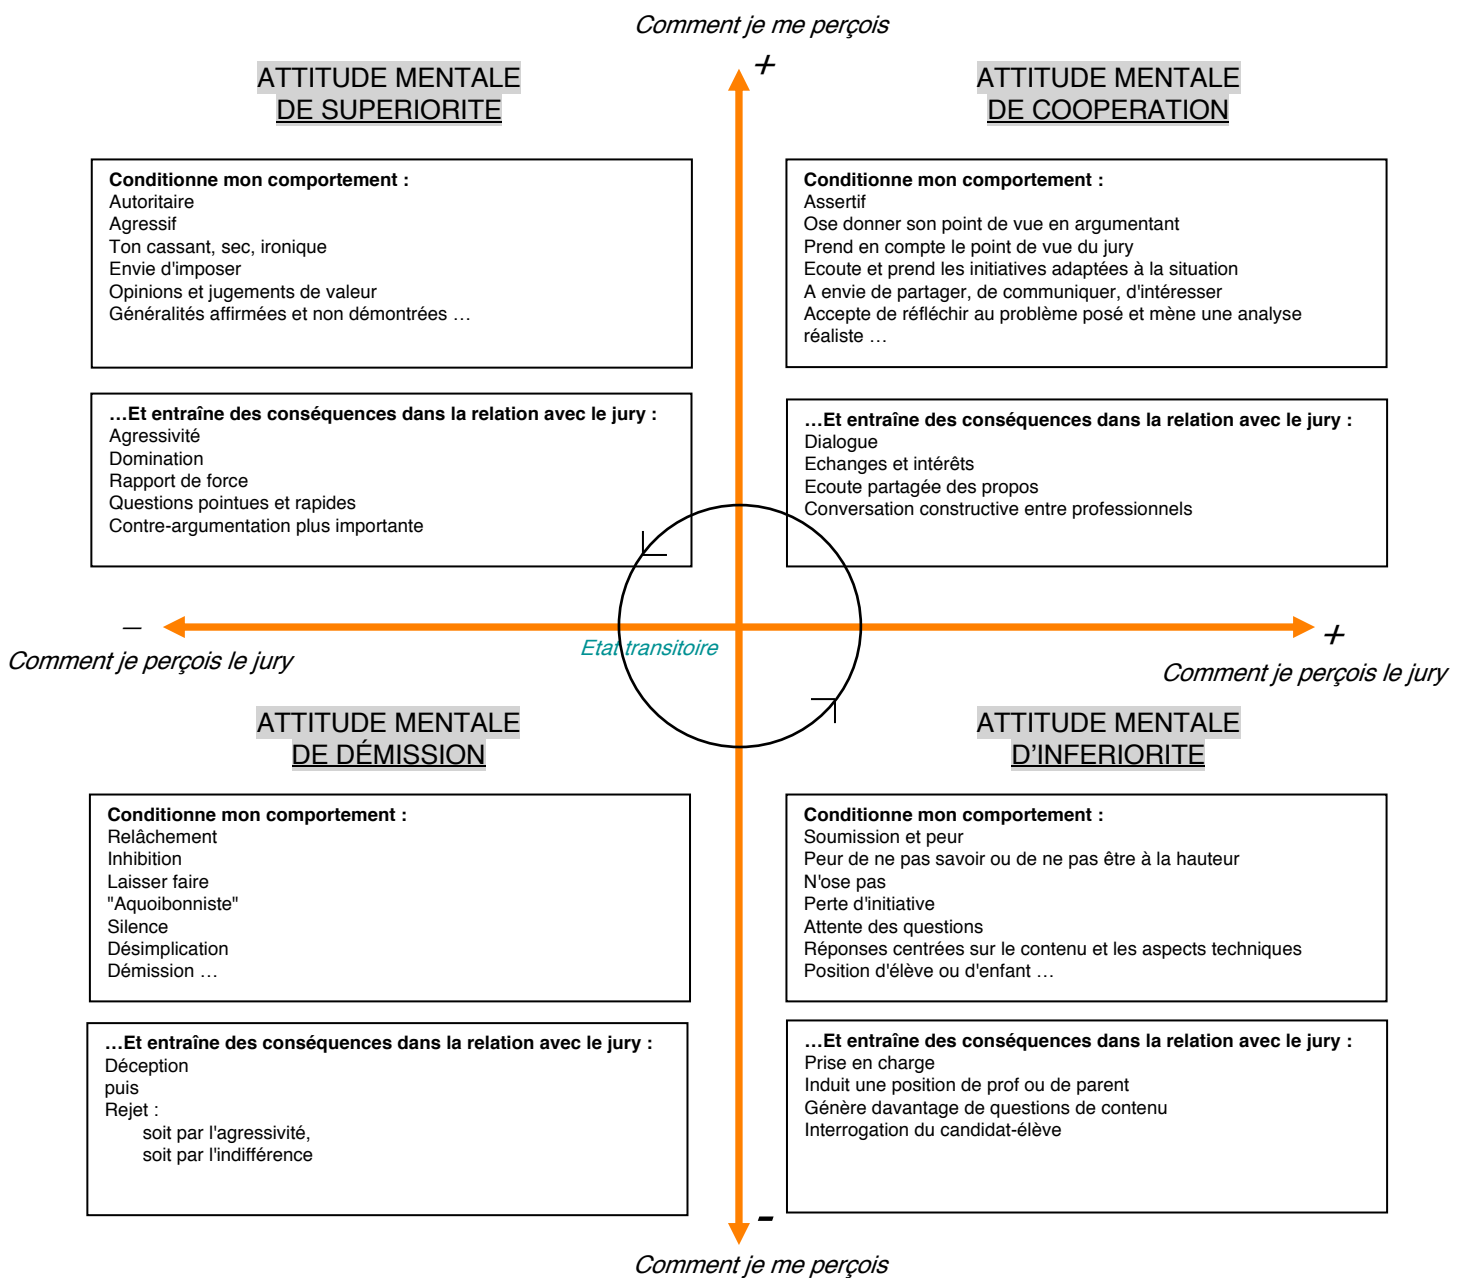 Comment je me perçois
+
ATTITUDE MENTALE
DE SUPERIORITE
Conditionne mon comportement :
Autoritaire
Agressif
Ton cassant, sec, ironique
Envie d'imposer
Opinions et jugements de valeur
Généralités affirmées et non démontrées …
…Et entraîne des conséquences dans la relation avec le jury :
Agressivité
Domination
Rapport de force
Questions pointues et rapides
Contre-argumentation plus importante
ATTITUDE MENTALE
DE COOPERATION
Conditionne mon comportement :
Assertif
Ose donner son point de vue en argumentant
Prend en compte le point de vue du jury
Ecoute et prend les initiatives adaptées à la situation
A envie de partager, de communiquer, d'intéresser
Accepte de réfléchir au problème posé et mène une analyse
réaliste …
…Et entraîne des conséquences dans la relation avec le jury :
Dialogue
Echanges et intérêts
Ecoute partagée des propos
Conversation constructive entre professionnels
–
Comment je perçois le jury
Etat transitoire
+
Comment je perçois le jury
ATTITUDE MENTALE
DE DÉMISSION
Conditionne mon comportement :
Relâchement
Inhibition
Laisser faire
"Aquoibonniste"
Silence
Désimplication
Démission …
…Et entraîne des conséquences dans la relation avec le jury :
Déception
puis
Rejet :
soit par l'agressivité,
soit par l'indifférence
ATTITUDE MENTALE
D’INFERIORITE
Conditionne mon comportement :
Soumission et peur
Peur de ne pas savoir ou de ne pas être à la hauteur
N'ose pas
Perte d'initiative
Attente des questions
Réponses centrées sur le contenu et les aspects techniques
Position d'élève ou d'enfant …
…Et entraîne des conséquences dans la relation avec le jury :
Prise en charge
Induit une position de prof ou de parent
Génère davantage de questions de contenu
Interrogation du candidat-élève
-
Comment je me perçois